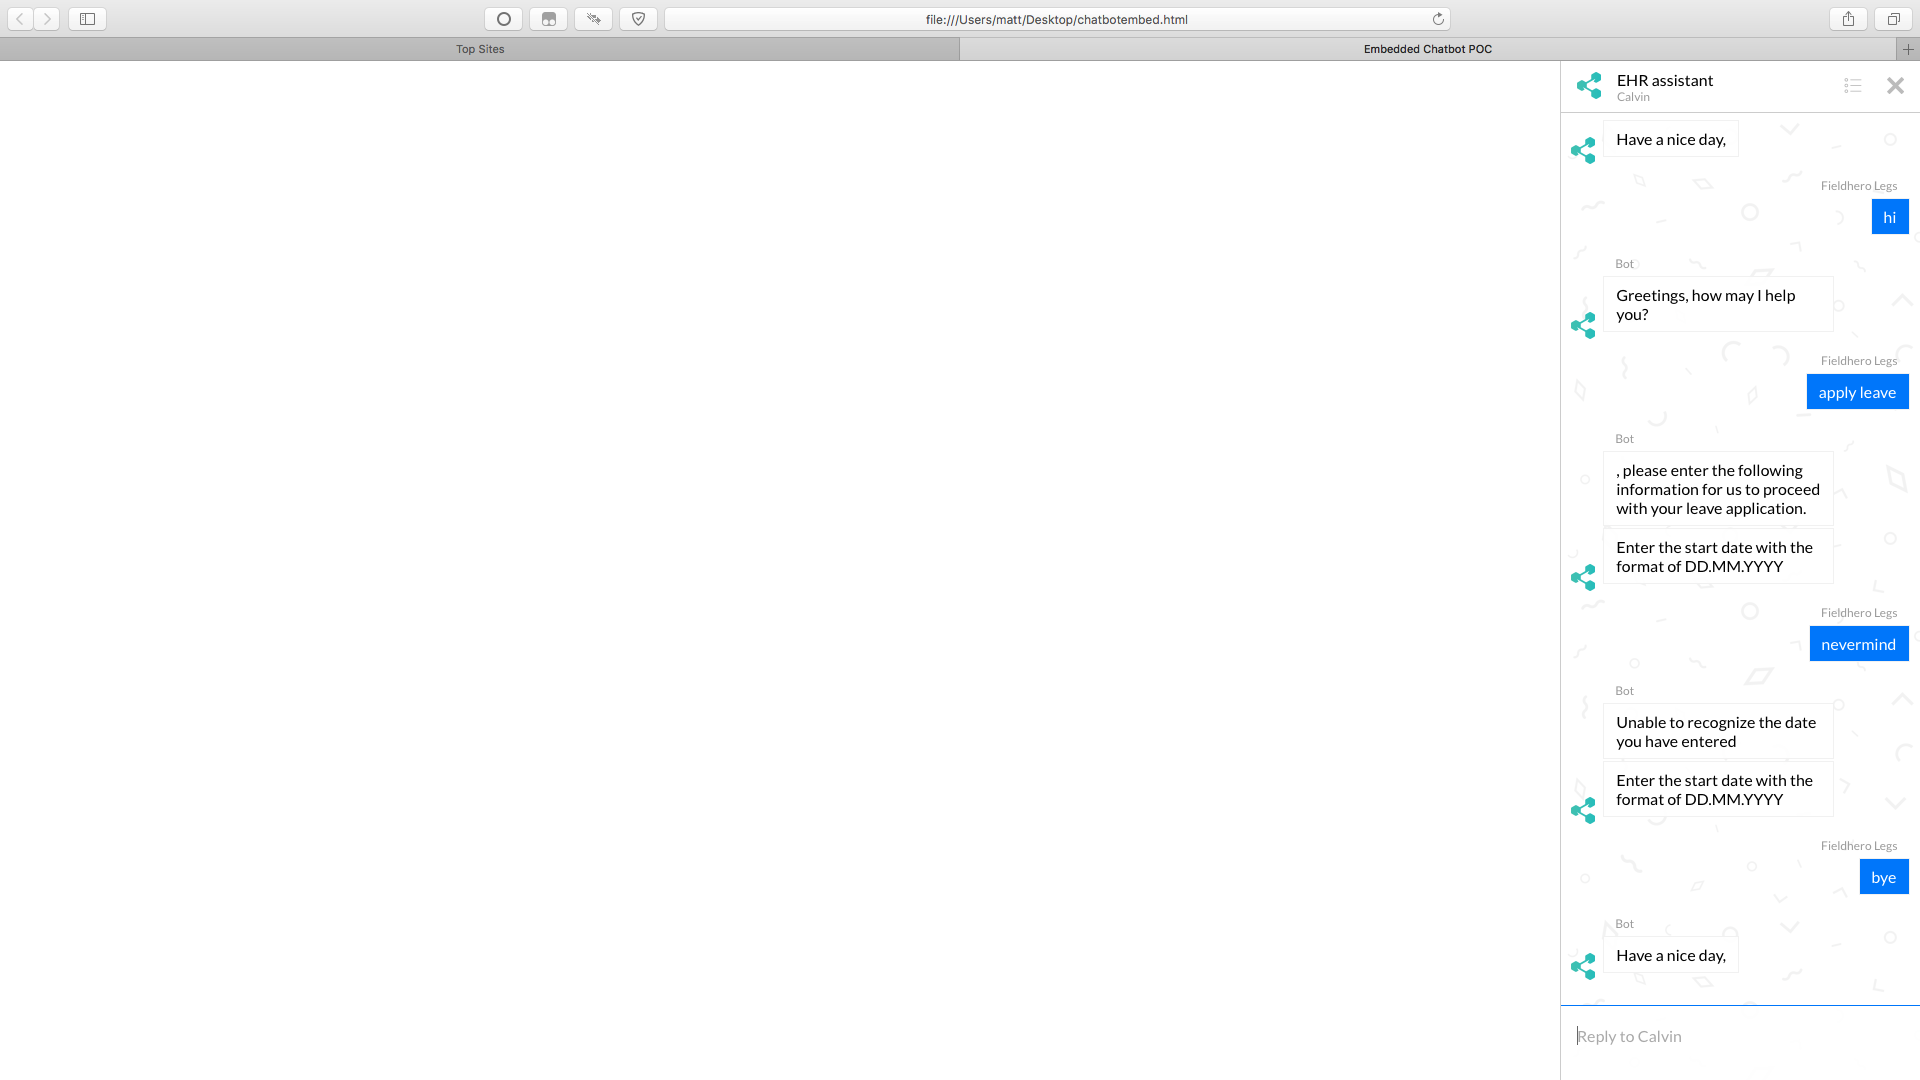 file:///Users/matt/Desktop/chatbotembed.html
Top Sites
Embedded Chatbot POC
EHR assistant
Calvin
Have a nice day,
Fieldhero Legs
hi
Bot
Greetings, how may I help
you?
Fieldhero Legs
apply leave
Bot
, please enter the following
information for us to proceed
with your leave application.
Enter the start date with the
format of DD.MM.YYYY
Fieldhero Legs
nevermind
Bot
Unable to recognize the date
you have entered
Enter the start date with the
format of DD.MM.YYYY
Fieldhero Legs
bye
Bot
Have a nice day,
Reply to Calvin